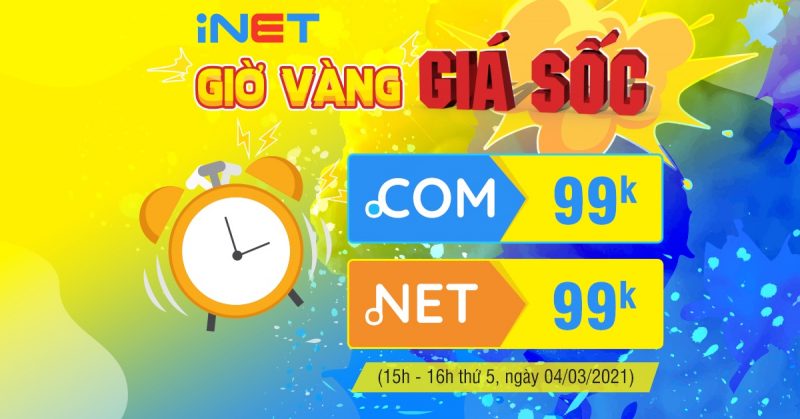 iNET
GIỜ VÀNG GIÁ SỐC
.COM 99k
.NET 99k
(15h - 16h thứ 5, ngày 04/03/2021)